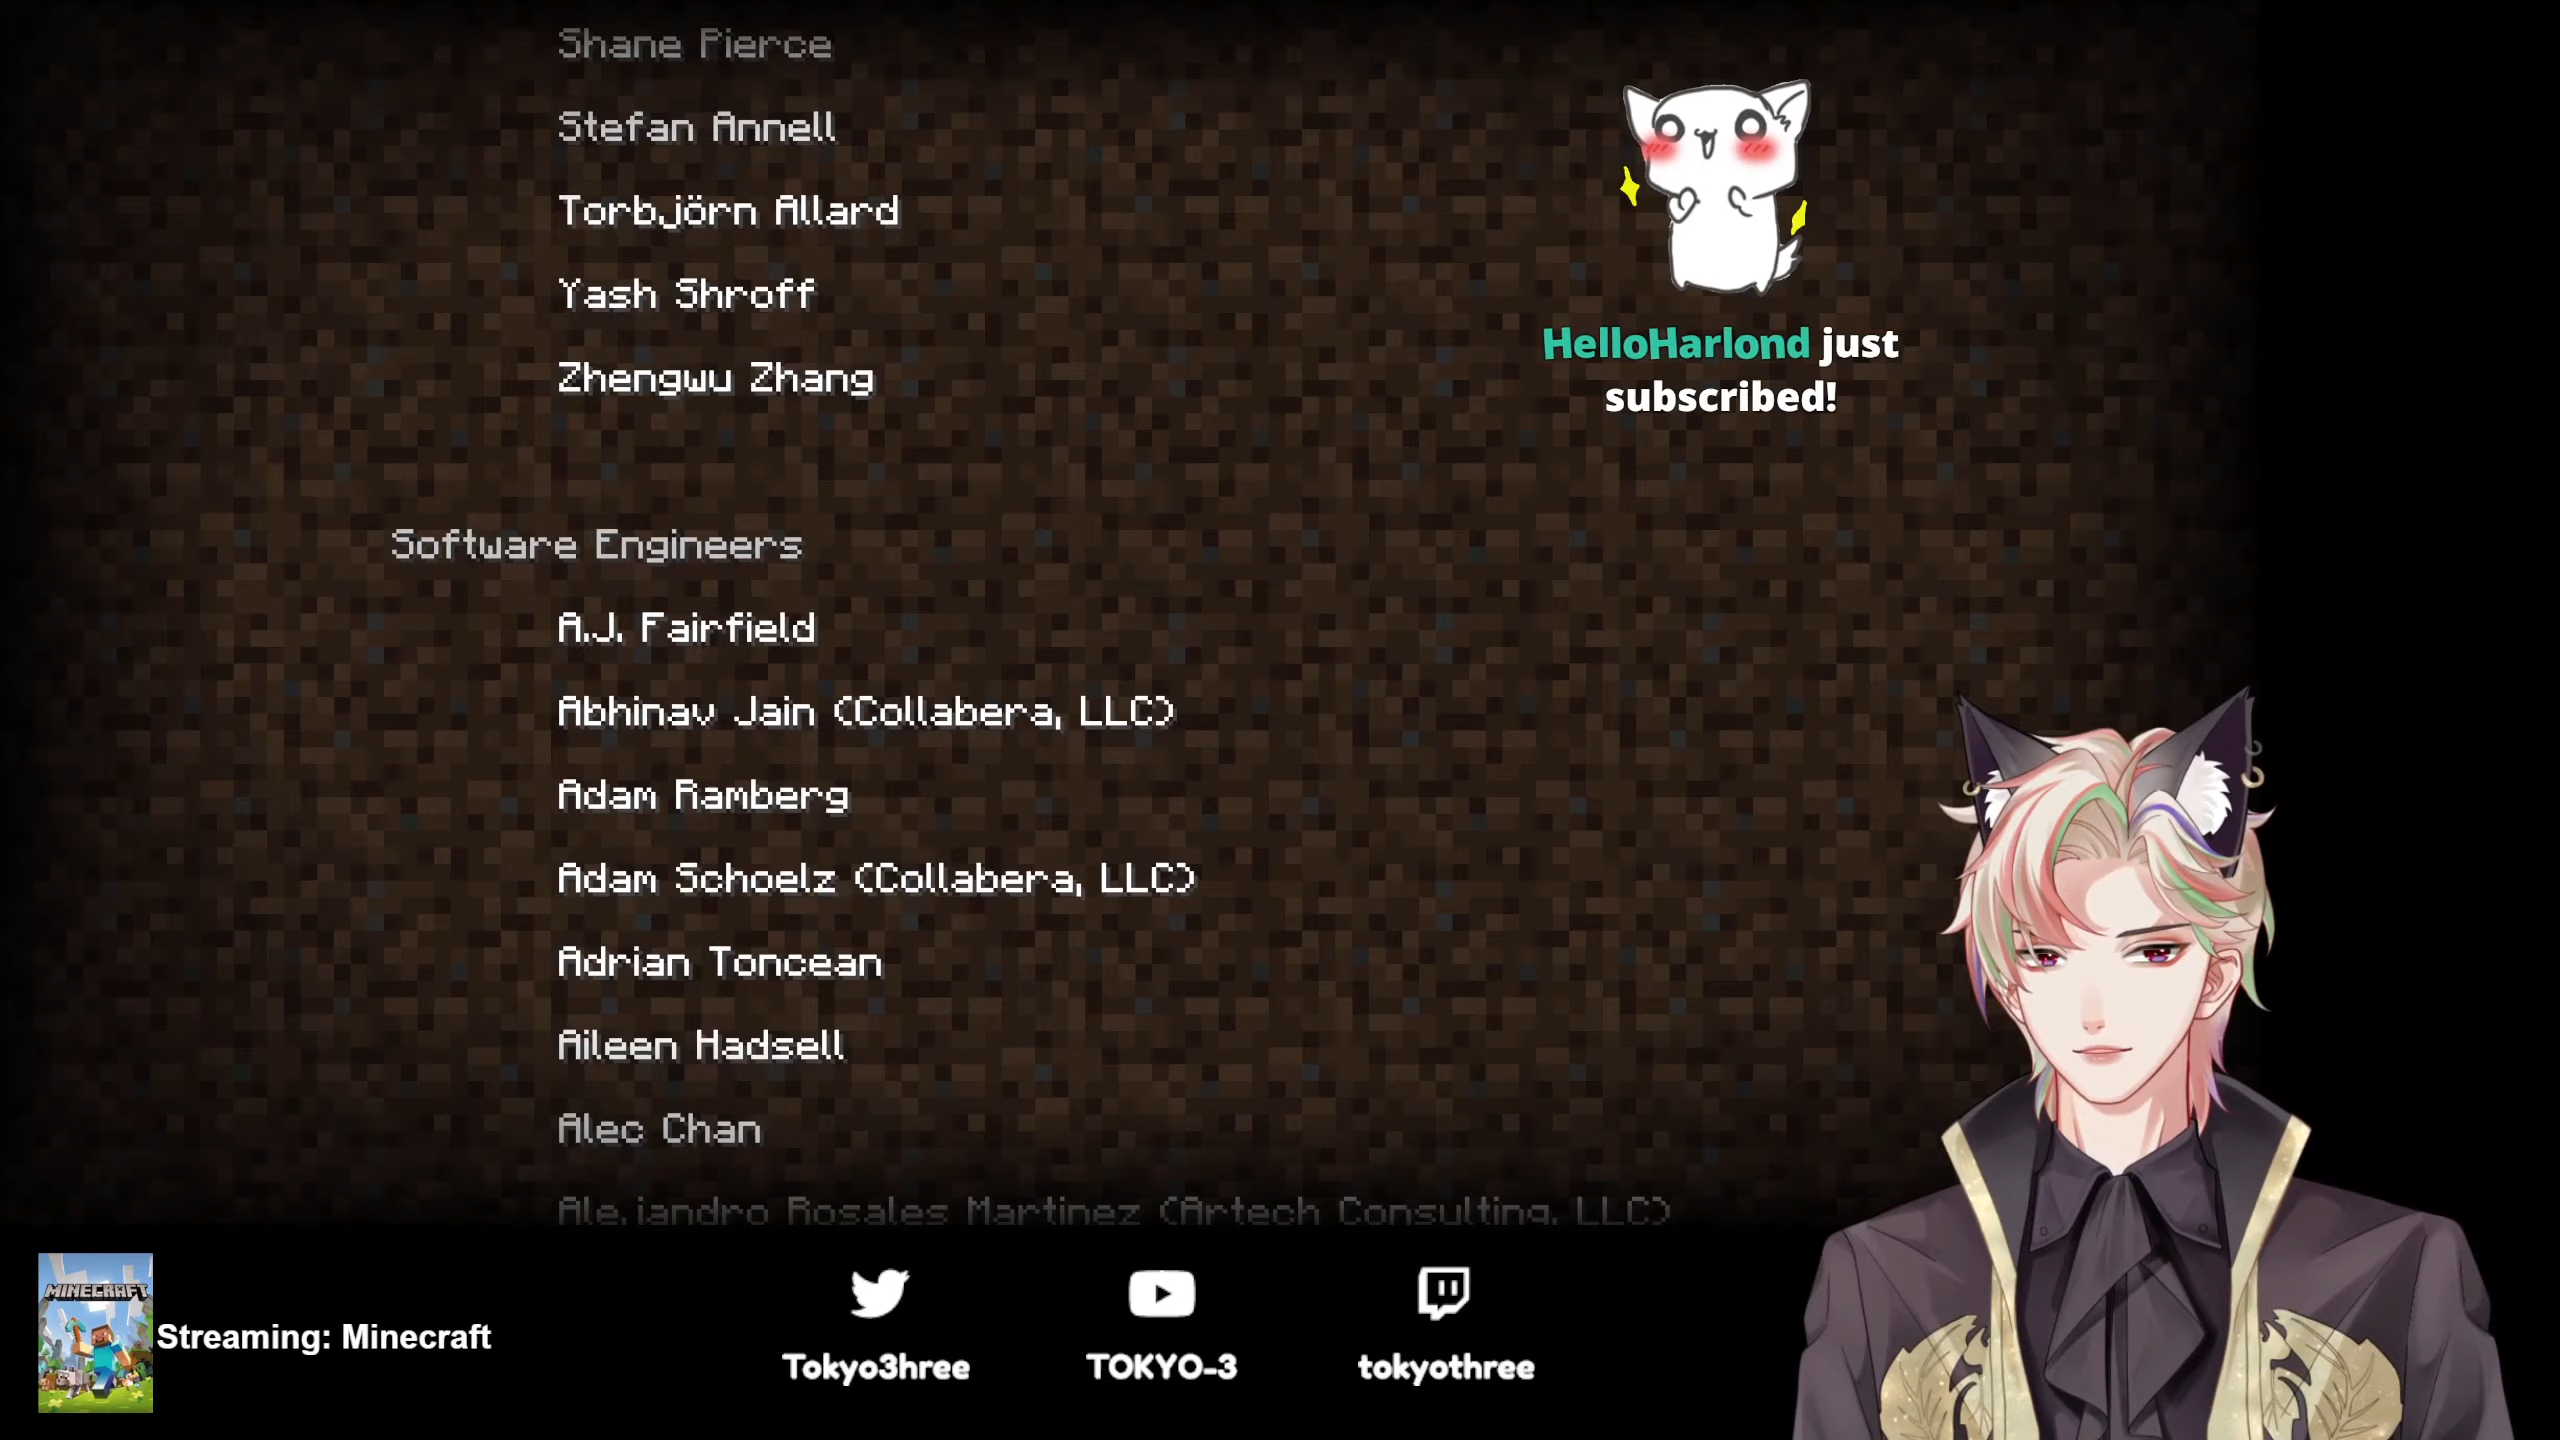 Shane Pierce
Stefan Annell
Torbjörn Allard
Yash Shroff
Zhengwu Zhang
HelloHarlond just
subscribed!
Software Engineers
A.J. Fairfield
Abhinav Jain (Collabera, LLC)
Adam Ramberg
Adam Schoelz (Collabera, LLC)
Adrian Toncean
Aileen Hadsell
Alec Chan
Alejandro Rosales Martinez (Artech Consulting, LLC)
MINECRAFT
Streaming: Minecraft
Tokyo3hree
TOKYO-3
tokyothree